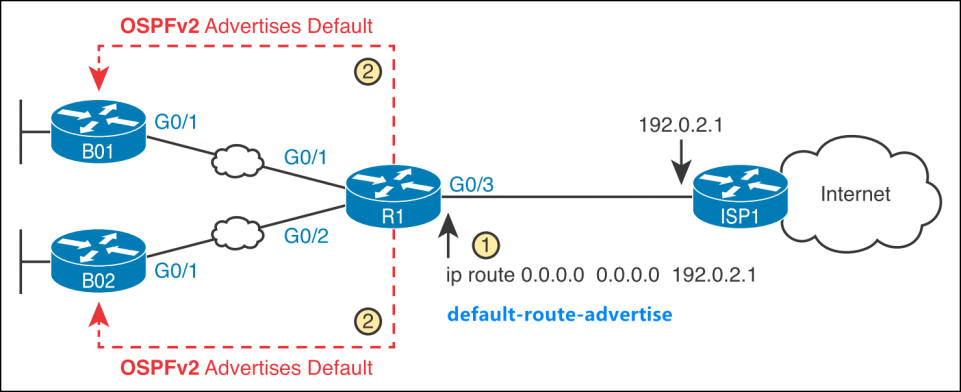 OSPFv2 Advertises Default
2
G0/1
B01
192.0.2.1
G0/1
G0/3
R1
ISP1
Internet
G0/2
B02
G0/1
1
ip route 0.0.0.0 0.0.0.0 192.0.2.1
default-route-advertise
2
OSPFv2 Advertises Default